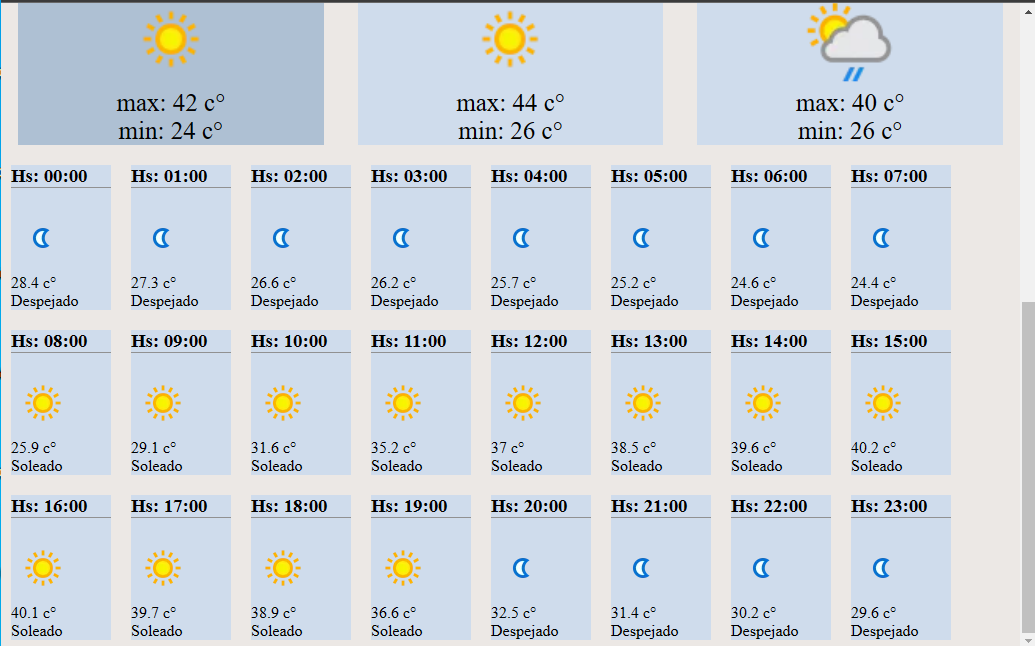 max: 42 c° max: 44 c° max: 40 c°
min: 24 c° min: 26 c° min: 26 c°
Hs: 00:00 Hs: 01:00 Hs: 02:00 Hs: 03:00 Hs: 04:00 Hs: 05:00 Hs: 06:00 Hs: 07:00
28.4 c° 27.3 c° 26.6 c° 26.2 c° 25.7 c° 25.2 c° 24.6 c° 24.4 c°
Despejado Despejado Despejado Despejado Despejado Despejado Despejado Despejado
Hs: 08:00 Hs: 09:00 Hs: 10:00 Hs: 11:00 Hs: 12:00 Hs: 13:00 Hs: 14:00 Hs: 15:00
25.9 c° 29.1 c° 31.6 c° 35.2 c° 37 c° 38.5 c° 39.6 c° 40.2 c°
Soleado Soleado Soleado Soleado Soleado Soleado Soleado Soleado
Hs: 16:00 Hs: 17:00 Hs: 18:00 Hs: 19:00 Hs: 20:00 Hs: 21:00 Hs: 22:00 Hs: 23:00
40.1 c° 39.7 c° 38.9 c° 36.6 c° 32.5 c° 31.4 c° 30.2 c° 29.6 c°
Soleado Soleado Soleado Soleado Despejado Despejado Despejado Despejado